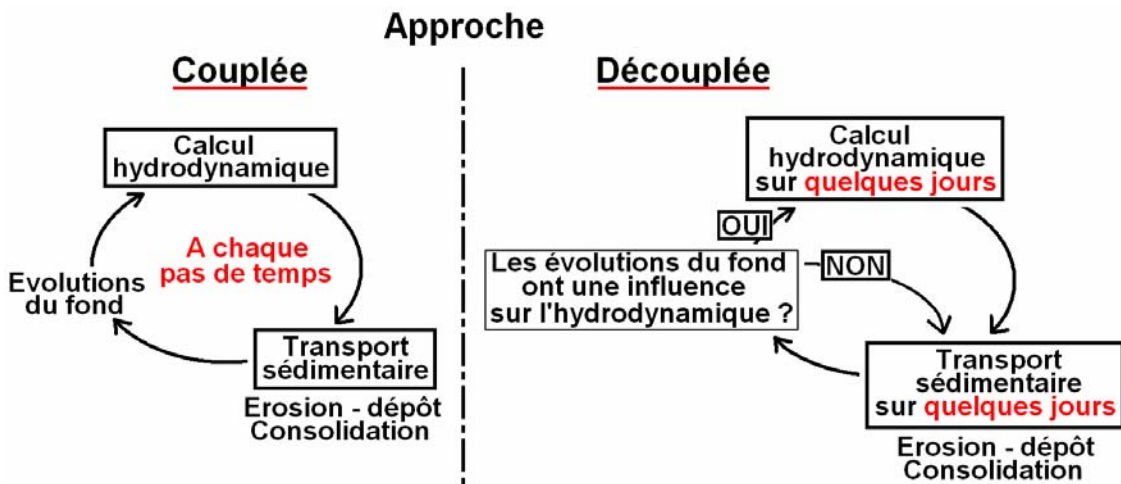 Approche
Couplée
Calcul
hydrodynamique
A chaque
pas de temps
Evolutions
du fond
Transport
sédimentaire
Erosion - dépôt
Consolidation
Découplée
Calcul
hydrodynamique
sur quelques jours
OUI
NON
Les évolutions du fond
ont une influence
sur l'hydrodynamique ?
Transport
sédimentaire
sur quelques jours
Erosion - dépôt
Consolidation